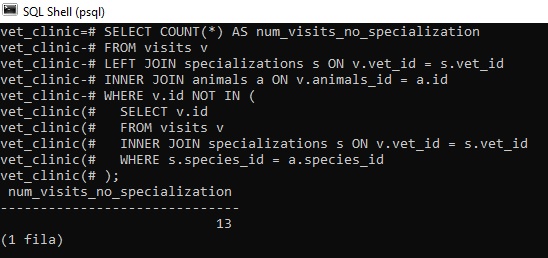 SQL Shell (psql)
vet_clinic=# SELECT COUNT(*) AS num_visits_no_specialization
vet_clinic-# FROM visits v
vet_clinic-# LEFT JOIN specializations s ON v.vet_id = s.vet_id
vet_clinic-# INNER JOIN animals a ON v.animals_id = a.id
vet_clinic-# WHERE v.id NOT IN (
vet_clinic(#   SELECT v.id
vet_clinic(#   FROM visits v
vet_clinic(#   INNER JOIN specializations s ON v.vet_id = s.vet_id
vet_clinic(#   WHERE s.species_id = a.species_id
vet_clinic(# );
 num_visits_no_specialization
------------------------------
                           13
(1 fila)